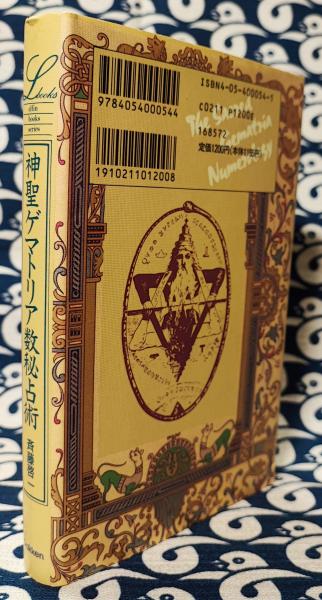 L books
elfin
books
series
神聖ゲマトリア数秘占術
斉藤啓一
ISBN4-05-400054-5
9784054000544
C0211 P1200E
168572
定価1200円(本体1165円)
The Sacred
Gematria
Numerology
1910211012008